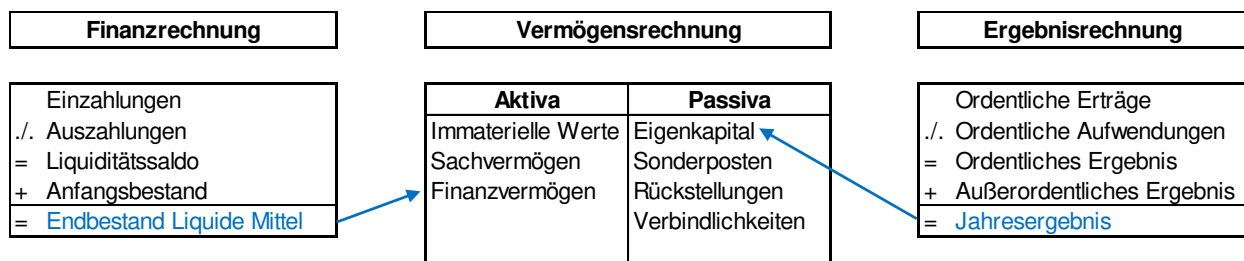 Finanzrechnung
Einzahlungen
./. Auszahlungen
= Liquiditätssaldo
+ Anfangsbestand
= Endbestand Liquide Mittel
Vermögensrechnung
Aktiva Passiva
Immaterielle Werte Eigenkapital
Sachvermögen Sonderposten
Finanzvermögen Rückstellungen
Verbindlichkeiten
Ergebnisrechnung
Ordentliche Erträge
./. Ordentliche Aufwendungen
= Ordentliches Ergebnis
+ Außerordentliches Ergebnis
= Jahresergebnis